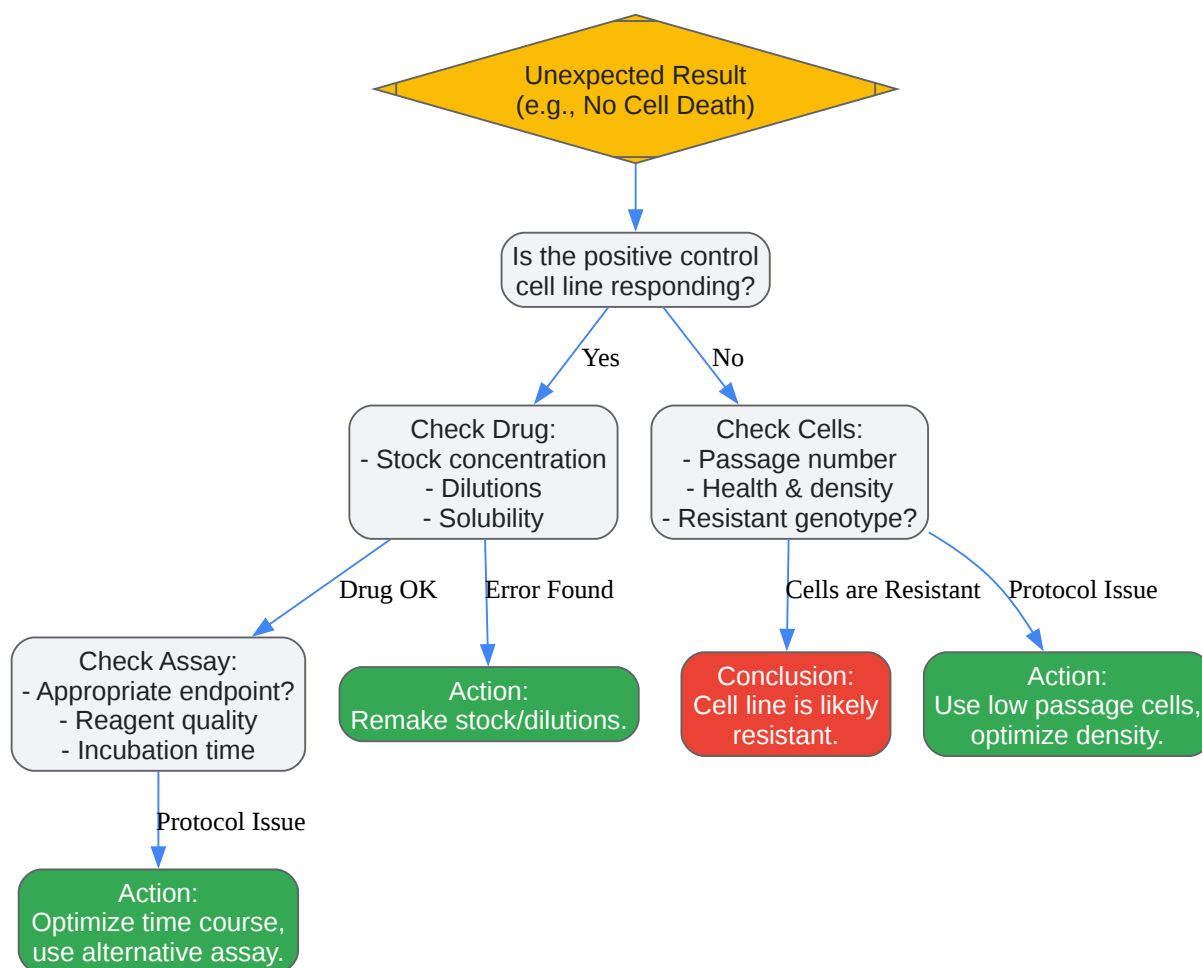 Unexpected Result
(e.g., No Cell Death)
Is the positive control
cell line responding?
Yes
No
Check Drug:
- Stock concentration
- Dilutions
- Solubility
Check Cells:
- Passage number
- Health & density
- Resistant genotype?
Drug OK
Error Found
Cells are Resistant
Protocol Issue
Check Assay:
- Appropriate endpoint?
- Reagent quality
- Incubation time
Action:
Remake stock/dilutions.
Conclusion:
Cell line is likely
resistant.
Action:
Use low passage cells,
optimize density.
Protocol Issue
Action:
Optimize time course,
use alternative assay.